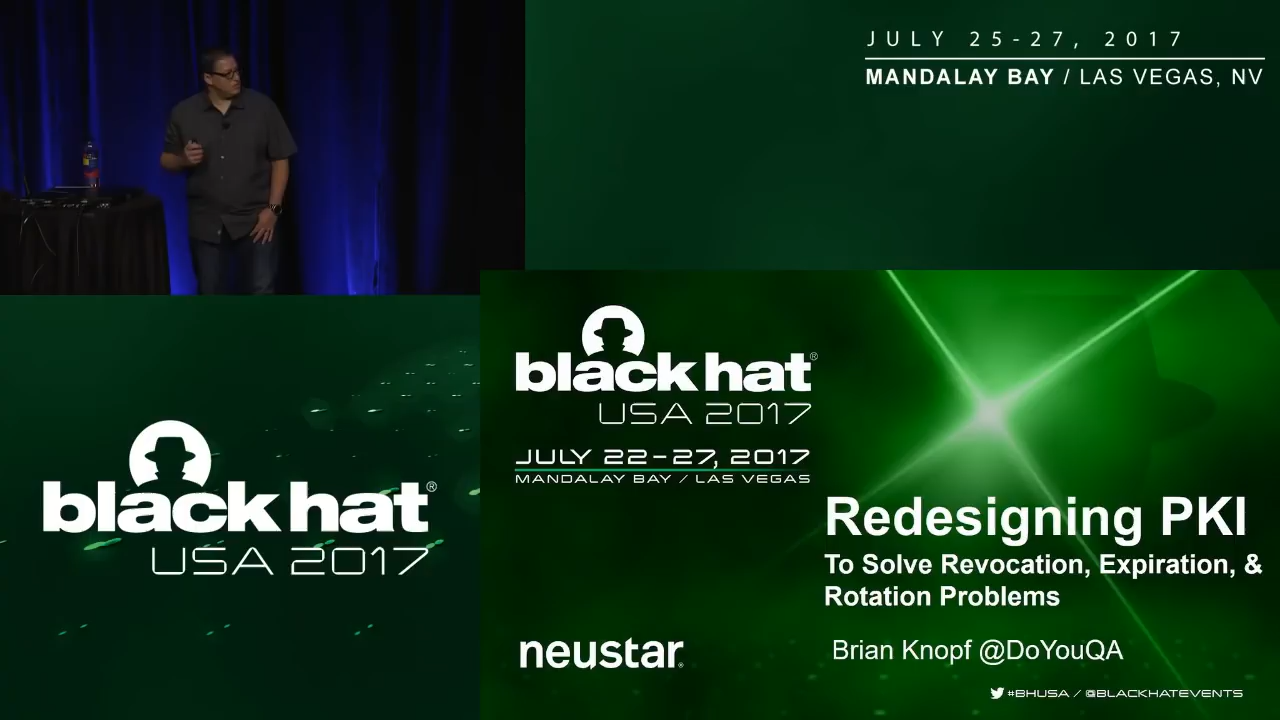 JULY 25-27, 2017
MANDALAY BAY / LAS VEGAS, NV
black hat®
USA 2017
JULY 22-27, 2017
MANDALAY BAY / LAS VEGAS
Redesigning PKI
To Solve Revocation, Expiration, &
Rotation Problems
Brian Knopf @DoYouQA
neustar®
#BHUSA / @BLACKHATEVENTS
black hat®
USA 2017